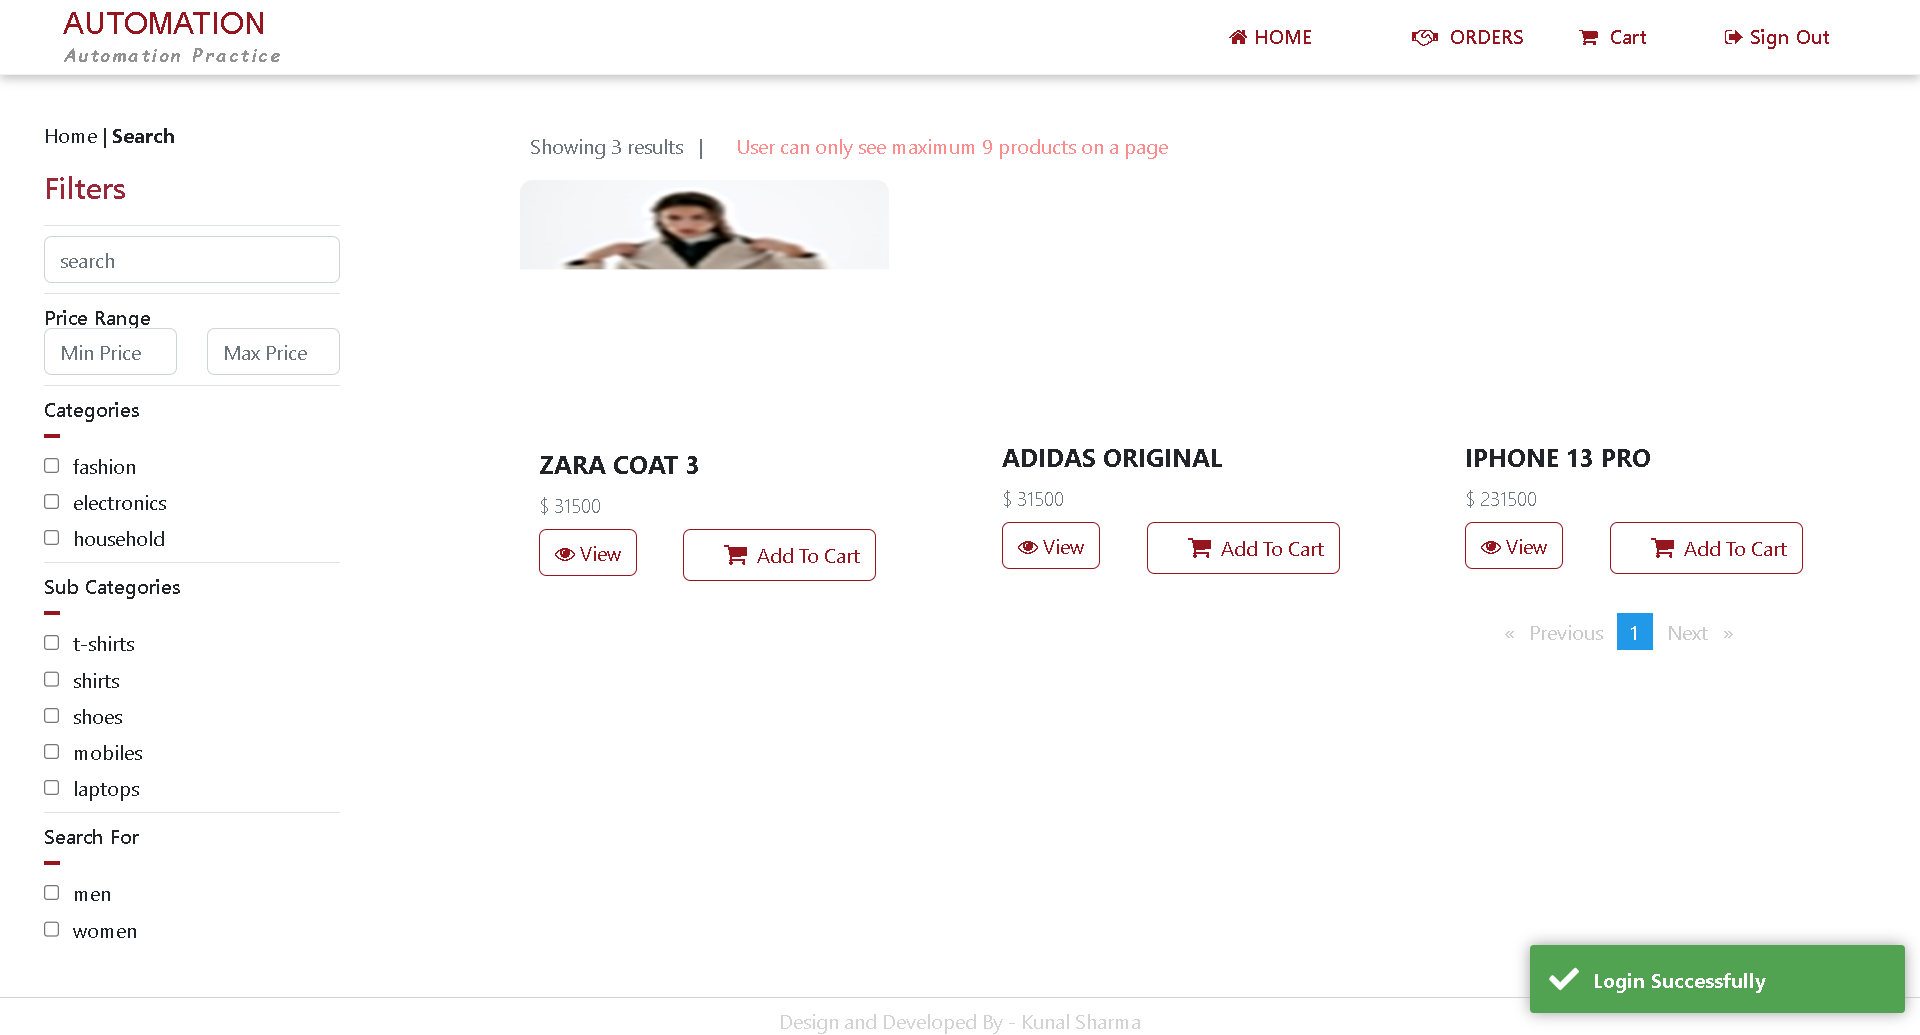 AUTOMATION
Automation Practice
HOME
ORDERS
Cart
Sign Out
Home | Search
Showing 3 results |
User can only see maximum 9 products on a page
Filters
search
Price Range
Min Price
Max Price
Categories
fashion
electronics
household
Sub Categories
t-shirts
shirts
shoes
mobiles
laptops
Search For
men
women
ZARA COAT 3
$ 31500
View
Add To Cart
ADIDAS ORIGINAL
$ 31500
View
Add To Cart
IPHONE 13 PRO
$ 231500
View
Add To Cart
« Previous 1 Next »
Login Successfully
Design and Developed By - Kunal Sharma